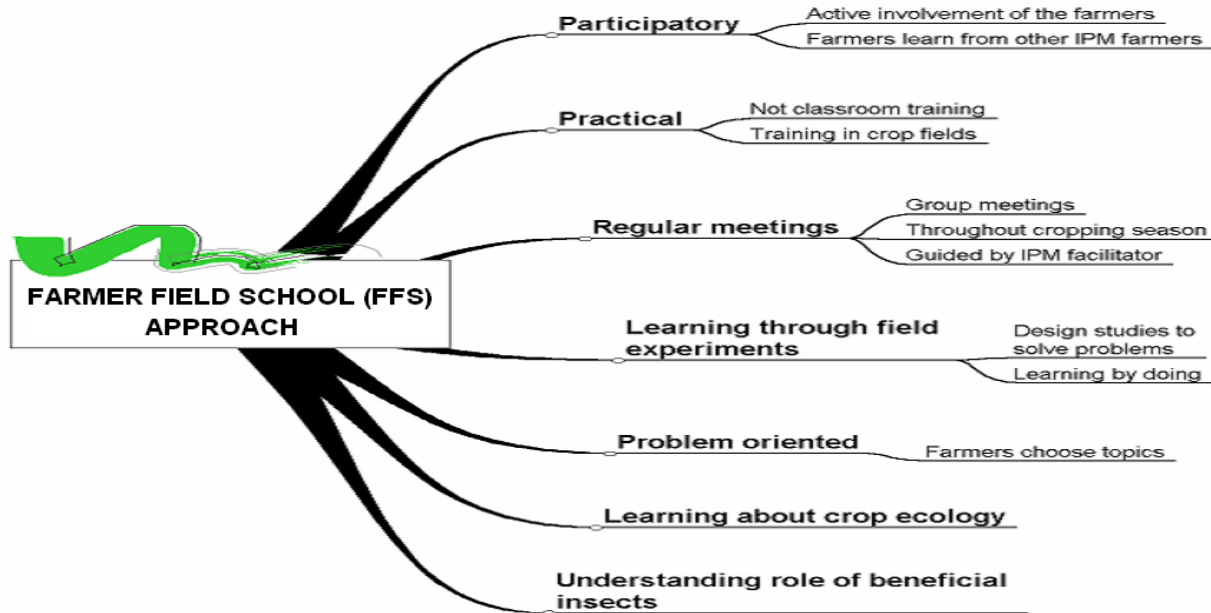 Participatory
Active involvement of the farmers
Farmers learn from other IPM farmers
Practical
Not classroom training
Training in crop fields
Regular meetings
Group meetings
Throughout cropping season
Guided by IPM facilitator
FARMER FIELD SCHOOL (FFS)
APPROACH
Learning through field
experiments
Design studies to
solve problems
Learning by doing
Problem oriented
Farmers choose topics
Learning about crop ecology
Understanding role of beneficial
insects